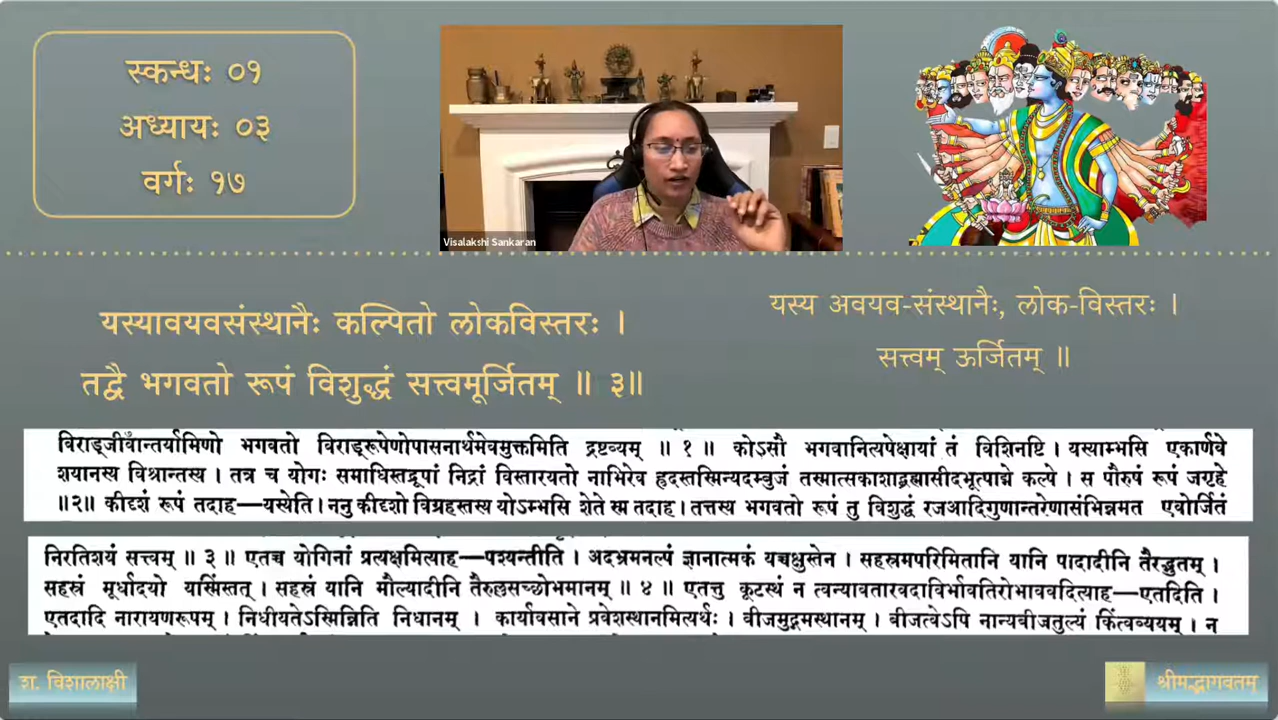 स्कन्धः ०१
अध्यायः ०३
वर्गः १७
Visalakshi Sankaran
यस्यावयवसंस्थानैः कल्पितो लोकविस्तरः ।
तद्वै भगवतो रूपं विशुद्धं सत्त्वमूर्जितम् ॥ ३॥
यस्य अवयव-संस्थानैः, लोक-विस्तरः ।
सत्त्वम् ऊर्जितम् ॥
विराड्जीवान्तर्यामिणो भगवतो विराड्रूपेणोपासनार्थमेवमुक्तमिति द्रष्टव्यम् ॥ १ ॥ कोऽसौ भगवानित्यपेक्षायां तं विशिनष्टि । यस्याम्भसि एकार्णवे
शयानस्य विश्रान्तस्य । तत्र च योगः समाधिस्तद्रूपां निद्रां विस्तारयतो नाभिरेव ह्रदस्तस्मिन्यदम्बुजं तस्मात्सकाशाद्ब्रह्मासीदभूत्पाद्मे कल्पे । स पौरुषं रूपं जगृहे
॥२॥ कीदृशं रूपं तदाह—यस्येति । ननु कीदृशो विग्रहस्तस्य योऽम्भसि शेते स्म तदाह । तत्तस्य भगवतो रूपं तु विशुद्धं रजआदिगुणान्तरेणासंभिन्नमत एवोर्जितं
निरतिशयं सत्त्वम् ॥ ३ ॥ एतच्च योगिनां प्रत्यक्षमित्याह—पश्यन्तीति । अदभ्रमनल्पं ज्ञानात्मकं यच्चक्षुस्तेन । सहस्रमपरिमितानि यानि पादादीनि तैरद्भुतम् ।
सहस्रं मूर्धादयो यस्मिंस्तत् । सहस्रं यानि मौल्यादीनि तैरुल्लसच्छोभमानम् ॥ ४ ॥ एतत्तु कूटस्थं न त्वन्यावतारवदाविर्भावतिरोभाववदित्याह—एतदिति ।
एतदादि नारायणरूपम् । निधीयतेऽस्मिन्निति निधानम् । कार्यावसाने प्रवेशस्थानमित्यर्थः । बीजमुद्गमस्थानम् । बीजत्वेऽपि नान्यबीजतुल्यं किंत्वव्ययम् । न
श. विशालाक्षी
श्रीमद्भागवतम्